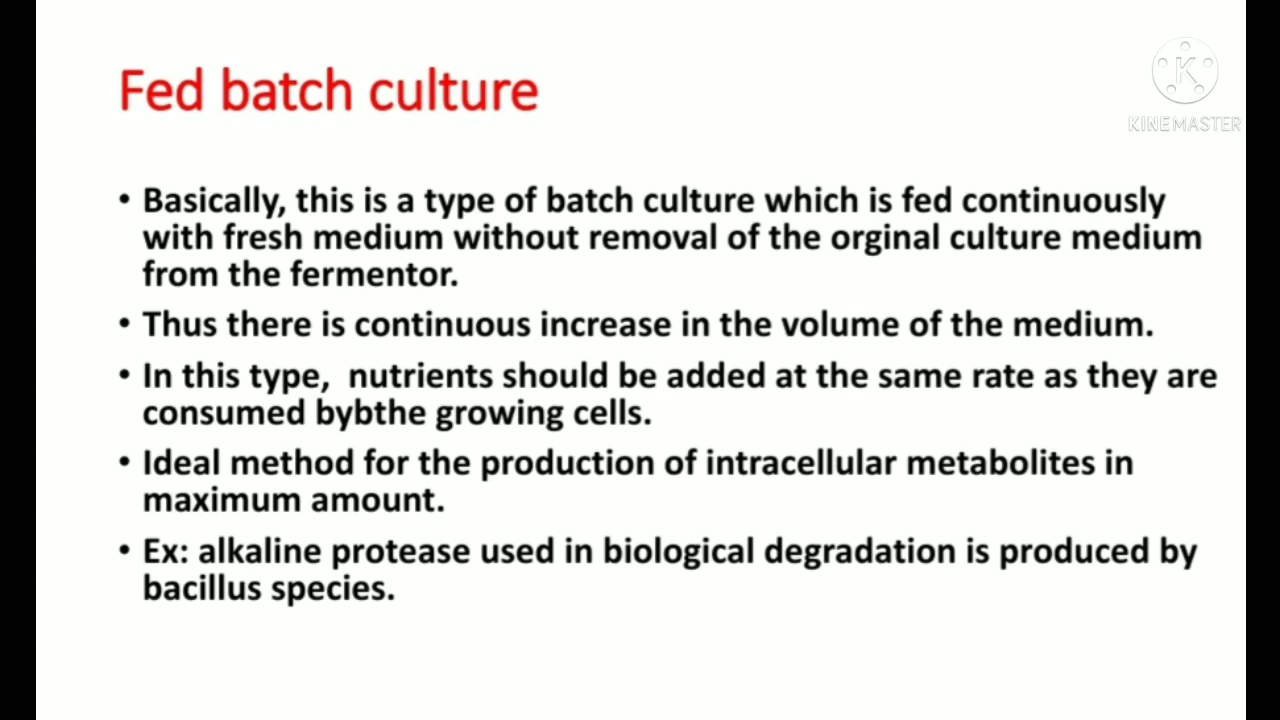 Fed batch culture
KINEMASTER
• Basically, this is a type of batch culture which is fed continuously
with fresh medium without removal of the orginal culture medium
from the fermentor.
• Thus there is continuous increase in the volume of the medium.
• In this type,  nutrients should be added at the same rate as they are
consumed bybthe growing cells.
• Ideal method for the production of intracellular metabolites in
maximum amount.
• Ex: alkaline protease used in biological degradation is produced by
bacillus species.